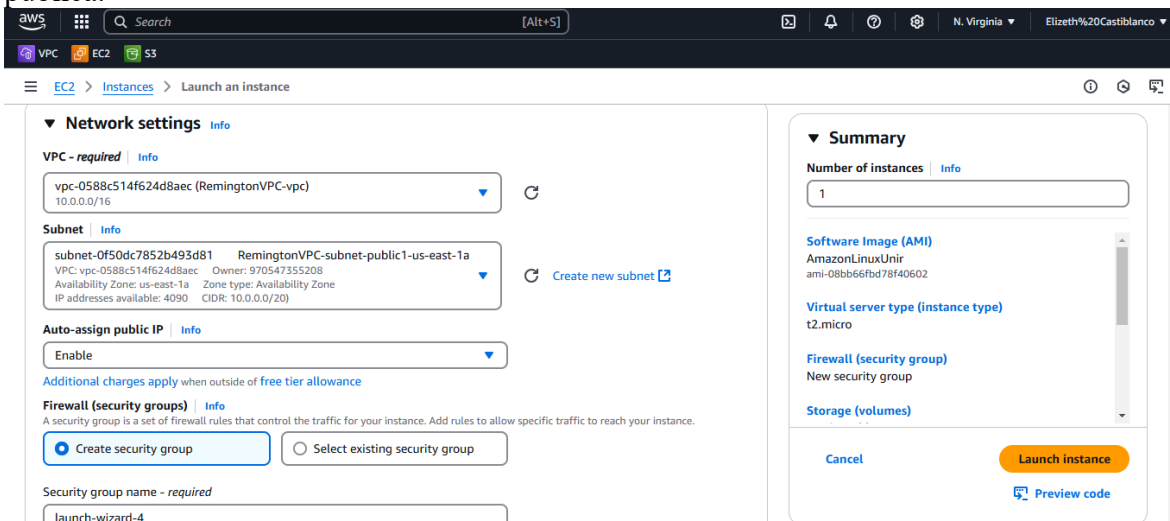 aws
Search
[Alt+S]
N. Virginia
Elizeth%20Castiblanco
VPC
EC2
S3
EC2 > Instances > Launch an instance
Network settings Info
VPC - required | Info
vpc-0588c514f624d8aec (RemingtonVPC-vpc)
10.0.0.0/16
Subnet | Info
subnet-0f50dc7852b493d81 RemingtonVPC-subnet-public1-us-east-1a
VPC: vpc-0588c514f624d8aec Owner: 970547355208
Availability Zone: us-east-1a Zone type: Availability Zone
IP addresses available: 4090 CIDR: 10.0.0.0/20)
Create new subnet
Auto-assign public IP | Info
Enable
Additional charges apply when outside of free tier allowance
Firewall (security groups) | Info
A security group is a set of firewall rules that control the traffic for your instance. Add rules to allow specific traffic to reach your instance.
Create security group
Select existing security group
Security group name - required
launch-wizard-4
Summary
Number of instances | Info
1
Software Image (AMI)
AmazonLinuxUnir
ami-08bb66fbd78f40602
Virtual server type (instance type)
t2.micro
Firewall (security group)
New security group
Storage (volumes)
Cancel
Launch instance
Preview code